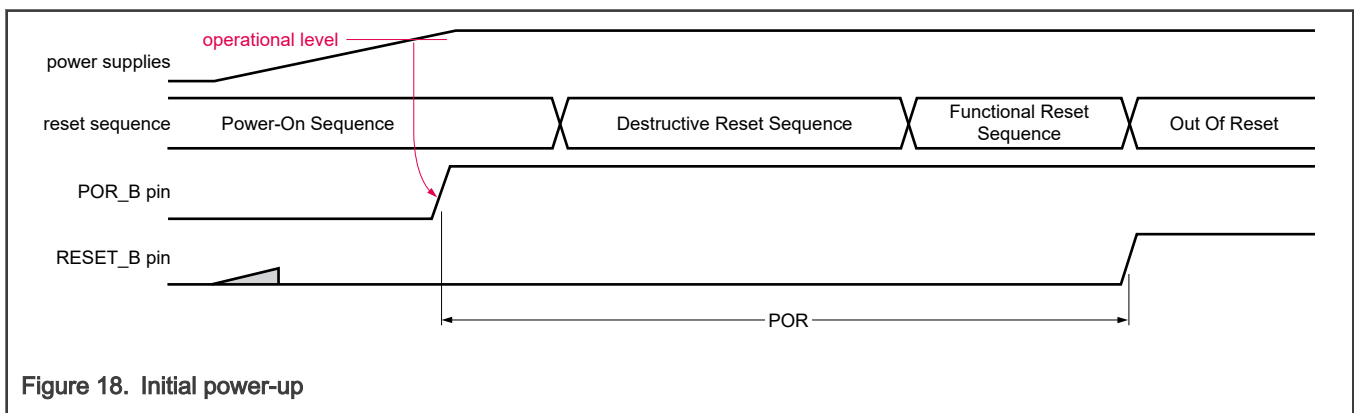 operational level
power supplies
reset sequence Power-On Sequence Destructive Reset Sequence Functional Reset Sequence Out Of Reset
POR_B pin
RESET_B pin
POR
Figure 18. Initial power-up